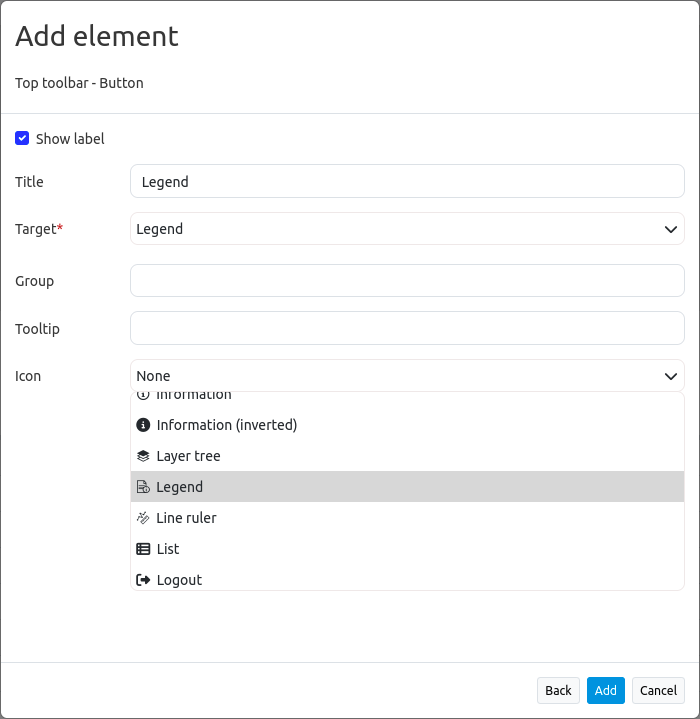 Add element
Top toolbar - Button
Show label
Title Legend
Target* Legend
Group
Tooltip
Icon None
Information
Information (inverted)
Layer tree
Legend
Line ruler
List
Logout
Back Add Cancel